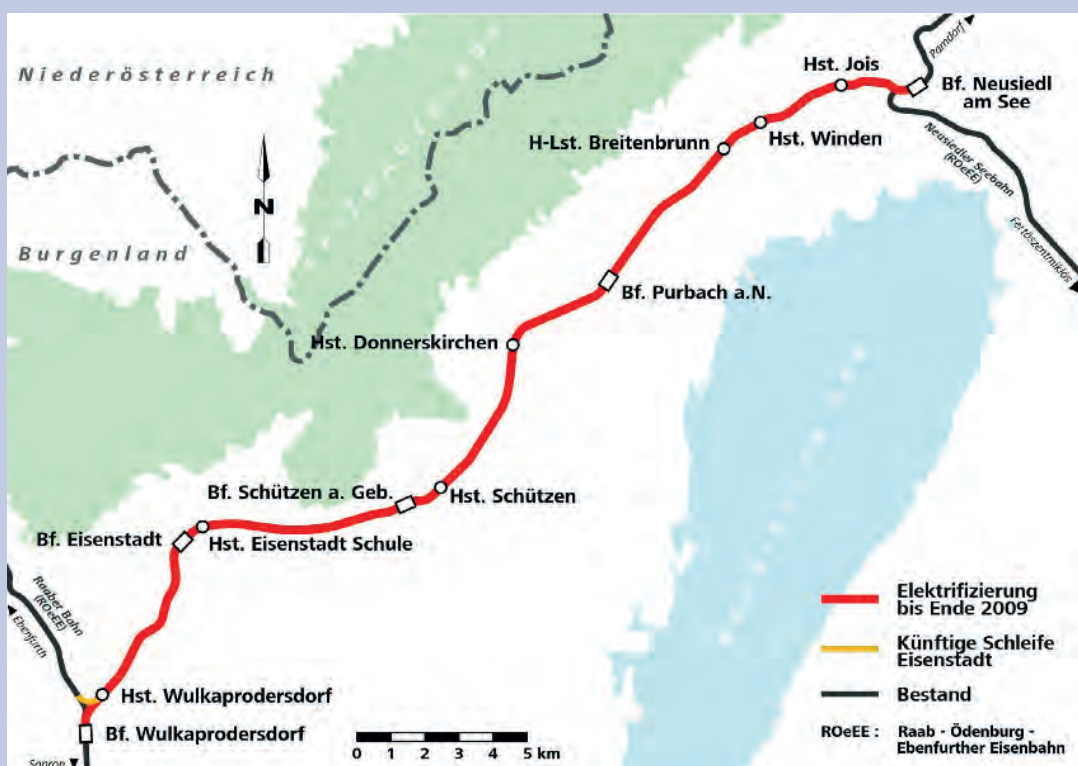 Niederösterreich
Burgenland
N
Parndorf
Hst. Jois
Bf. Neusiedl
am See
H-Lst. Breitenbrunn
Hst. Winden
Neusiedler Seebahn
(ROeEE)
Fertöszentmiklós
Bf. Purbach a.N.
Hst. Donnerskirchen
Bf. Schützen a. Geb.
Hst. Schützen
Bf. Eisenstadt
Hst. Eisenstadt Schule
Raaber Bahn
(ROeEE)
Ebenfurth
Hst. Wulkaprodersdorf
Bf. Wulkaprodersdorf
Sopron
0 1 2 3 4 5 km
Elektrifizierung
bis Ende 2009
Künftige Schleife
Eisenstadt
Bestand
ROeEE : Raab - Ödenburg -
Ebenfurther Eisenbahn